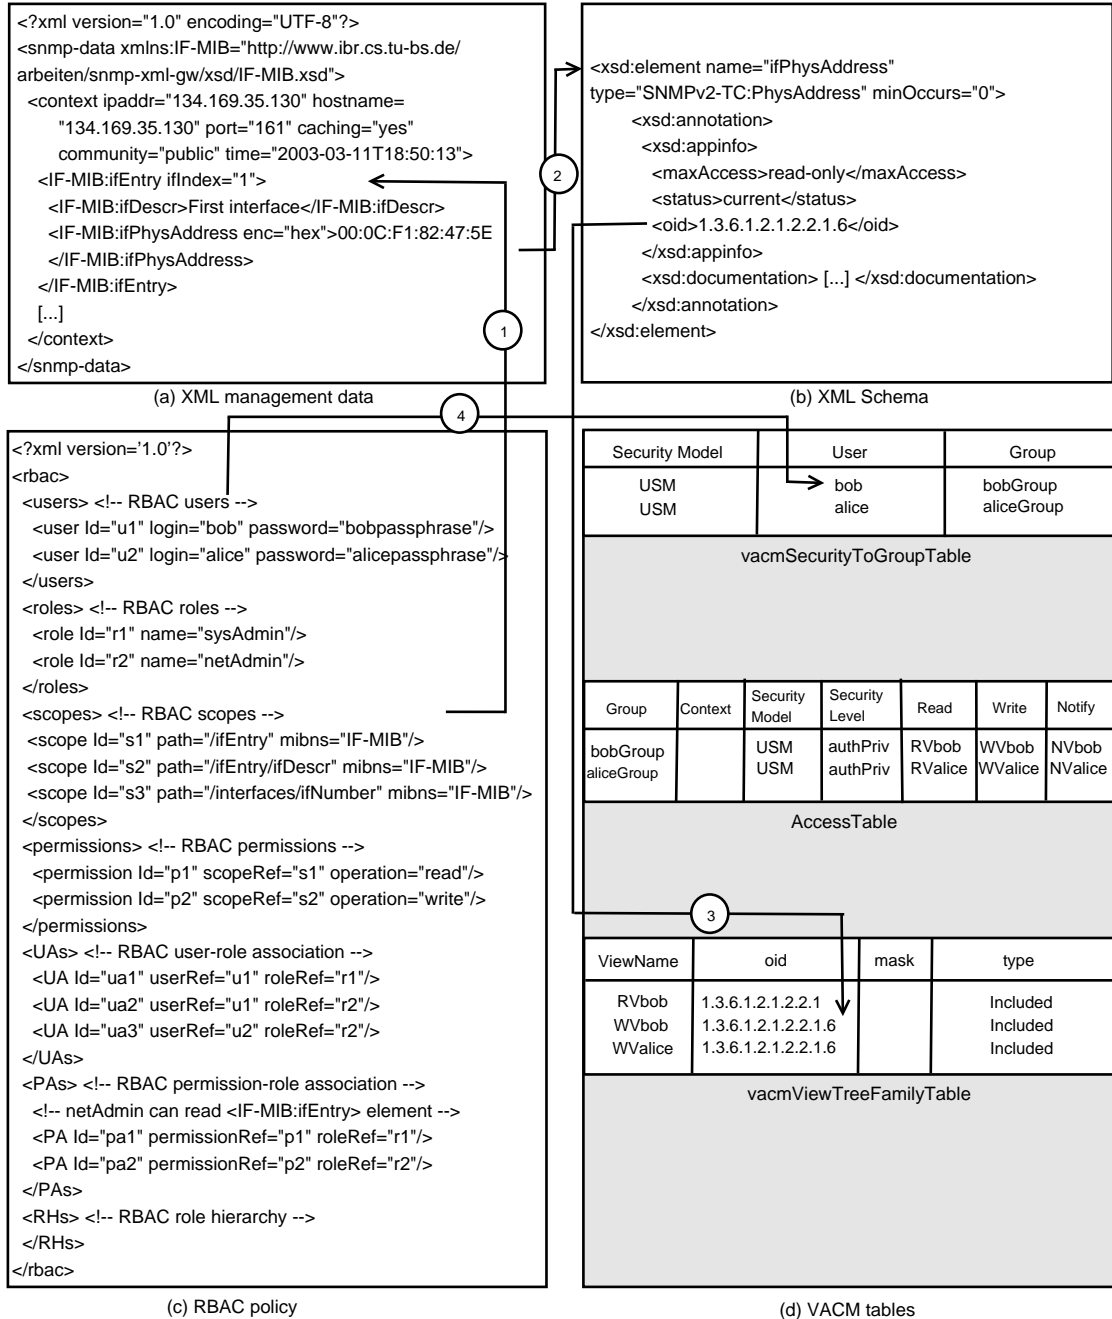 <?xml version="1.0" encoding="UTF-8"?>
<snmp-data xmlns:IF-MIB="http://www.ibr.cs.tu-bs.de/
arbeiten/snmp-xml-gw/xsd/IF-MIB.xsd">
<context ipaddr="134.169.35.130" hostname=
"134.169.35.130" port="161" caching="yes"
community="public" time="2003-03-11T18:50:13">
<IF-MIB:ifEntry ifIndex="1">
<IF-MIB:ifDescr>First interface</IF-MIB:ifDescr>
<IF-MIB:ifPhysAddress enc="hex">00:0C:F1:82:47:5E
</IF-MIB:ifPhysAddress>
</IF-MIB:ifEntry>
[...]
</context>
</snmp-data>
(a) XML management data
2
1
<xsd:element name="ifPhysAddress"
type="SNMPv2-TC:PhysAddress" minOccurs="0">
<xsd:annotation>
<xsd:appinfo>
<maxAccess>read-only</maxAccess>
<status>current</status>
<oid>1.3.6.1.2.1.2.2.1.6</oid>
</xsd:appinfo>
<xsd:documentation> [...] </xsd:documentation>
</xsd:annotation>
</xsd:element>
(b) XML Schema
4
<?xml version='1.0'?>
<rbac>
<users> <!-- RBAC users -->
<user Id="u1" login="bob" password="bobpassphrase"/>
<user Id="u2" login="alice" password="alicepassphrase"/>
</users>
<roles> <!-- RBAC roles -->
<role Id="r1" name="sysAdmin"/>
<role Id="r2" name="netAdmin"/>
</roles>
<scopes> <!-- RBAC scopes -->
<scope Id="s1" path="/ifEntry" mibns="IF-MIB"/>
<scope Id="s2" path="/ifEntry/ifDescr" mibns="IF-MIB"/>
<scope Id="s3" path="/interfaces/ifNumber" mibns="IF-MIB"/>
</scopes>
<permissions> <!-- RBAC permissions -->
<permission Id="p1" scopeRef="s1" operation="read"/>
<permission Id="p2" scopeRef="s2" operation="write"/>
</permissions>
<UAs> <!-- RBAC user-role association -->
<UA Id="ua1" userRef="u1" roleRef="r1"/>
<UA Id="ua2" userRef="u1" roleRef="r2"/>
<UA Id="ua3" userRef="u2" roleRef="r2"/>
</UAs>
<PAs> <!-- RBAC permission-role association -->
<!-- netAdmin can read <IF-MIB:ifEntry> element -->
<PA Id="pa1" permissionRef="p1" roleRef="r1"/>
<PA Id="pa2" permissionRef="p2" roleRef="r2"/>
</PAs>
<RHs> <!-- RBAC role hierarchy -->
</RHs>
</rbac>
(c) RBAC policy
Security Model User Group
USM bob bobGroup
USM alice aliceGroup
vacmSecurityToGroupTable
Group Context Security Model Security Level Read Write Notify
bobGroup USM authPriv RVbob WVbob NVbob
aliceGroup USM authPriv RValice WValice NValice
AccessTable
3
ViewName oid mask type
RVbob 1.3.6.1.2.1.2.2.1 Included
WVbob 1.3.6.1.2.1.2.2.1.6 Included
WValice 1.3.6.1.2.1.2.2.1.6 Included
vacmViewTreeFamilyTable
(d) VACM tables